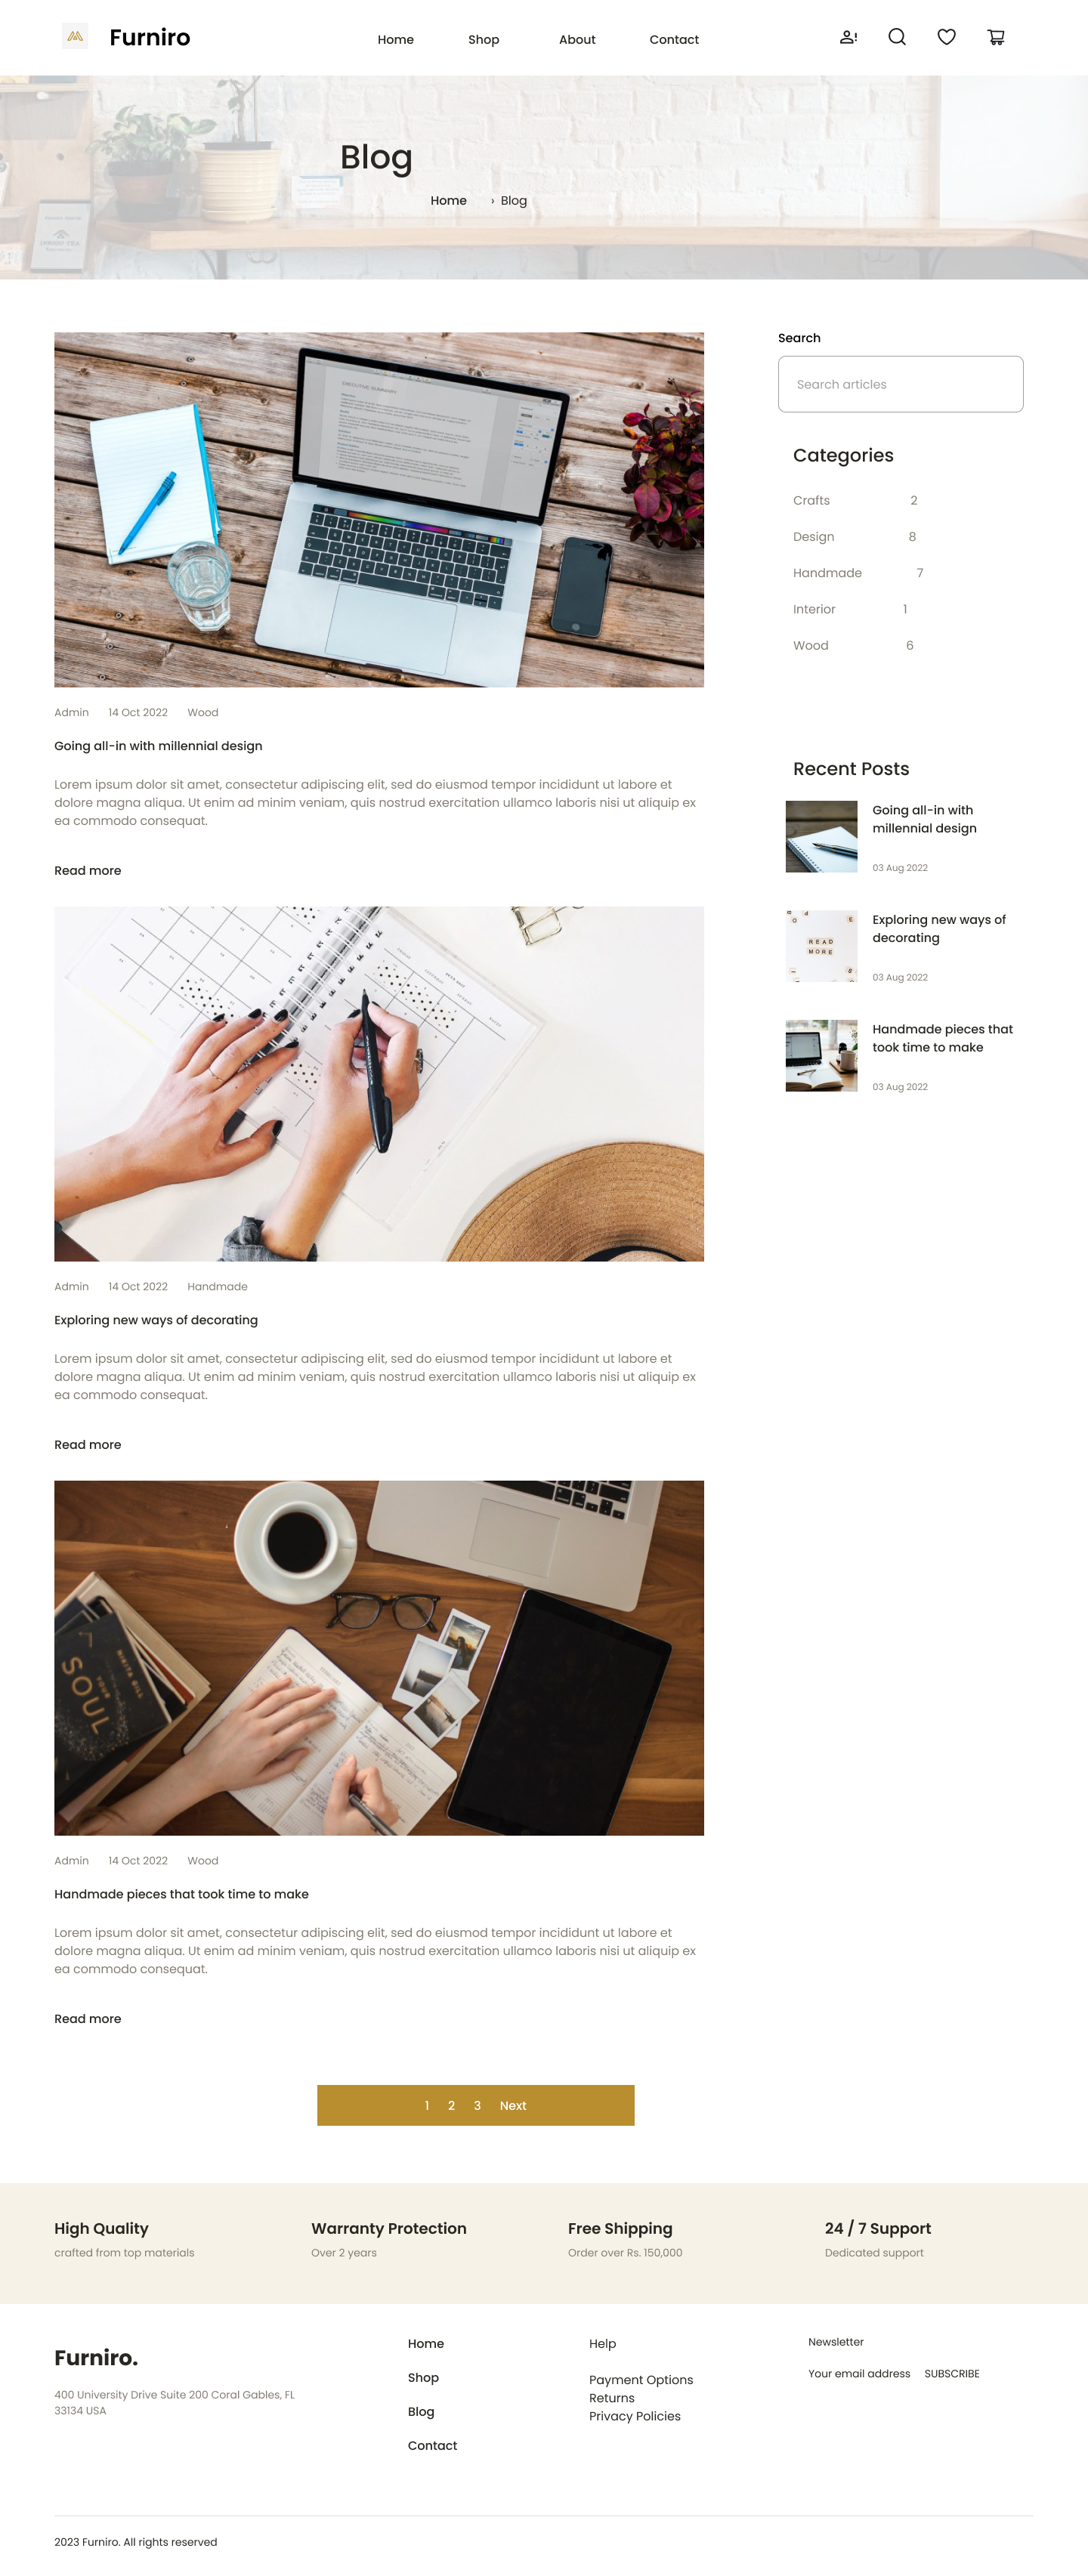 Furniro
Home Shop About Contact
Blog
Home › Blog
EXECUTIVE SUMMARY
Admin 14 Oct 2022 Wood
Going all-in with millennial design
Lorem ipsum dolor sit amet, consectetur adipiscing elit, sed do eiusmod tempor incididunt ut labore et
dolore magna aliqua. Ut enim ad minim veniam, quis nostrud exercitation ullamco laboris nisi ut aliquip ex
ea commodo consequat.
Read more
Admin 14 Oct 2022 Handmade
Exploring new ways of decorating
Lorem ipsum dolor sit amet, consectetur adipiscing elit, sed do eiusmod tempor incididunt ut labore et
dolore magna aliqua. Ut enim ad minim veniam, quis nostrud exercitation ullamco laboris nisi ut aliquip ex
ea commodo consequat.
Read more
NIKITA GILL
YOUR
SOUL
Admin 14 Oct 2022 Wood
Handmade pieces that took time to make
Lorem ipsum dolor sit amet, consectetur adipiscing elit, sed do eiusmod tempor incididunt ut labore et
dolore magna aliqua. Ut enim ad minim veniam, quis nostrud exercitation ullamco laboris nisi ut aliquip ex
ea commodo consequat.
Read more
1 2 3 Next
Search
Search articles
Categories
Crafts 2
Design 8
Handmade 7
Interior 1
Wood 6
Recent Posts
Going all-in with
millennial design
03 Aug 2022
READ
MORE
Exploring new ways of
decorating
03 Aug 2022
Handmade pieces that
took time to make
03 Aug 2022
High Quality
crafted from top materials
Warranty Protection
Over 2 years
Free Shipping
Order over Rs. 150,000
24 / 7 Support
Dedicated support
Furniro.
400 University Drive Suite 200 Coral Gables, FL
33134 USA
Home
Shop
Blog
Contact
Help
Payment Options
Returns
Privacy Policies
Newsletter
Your email address SUBSCRIBE
2023 Furniro. All rights reserved